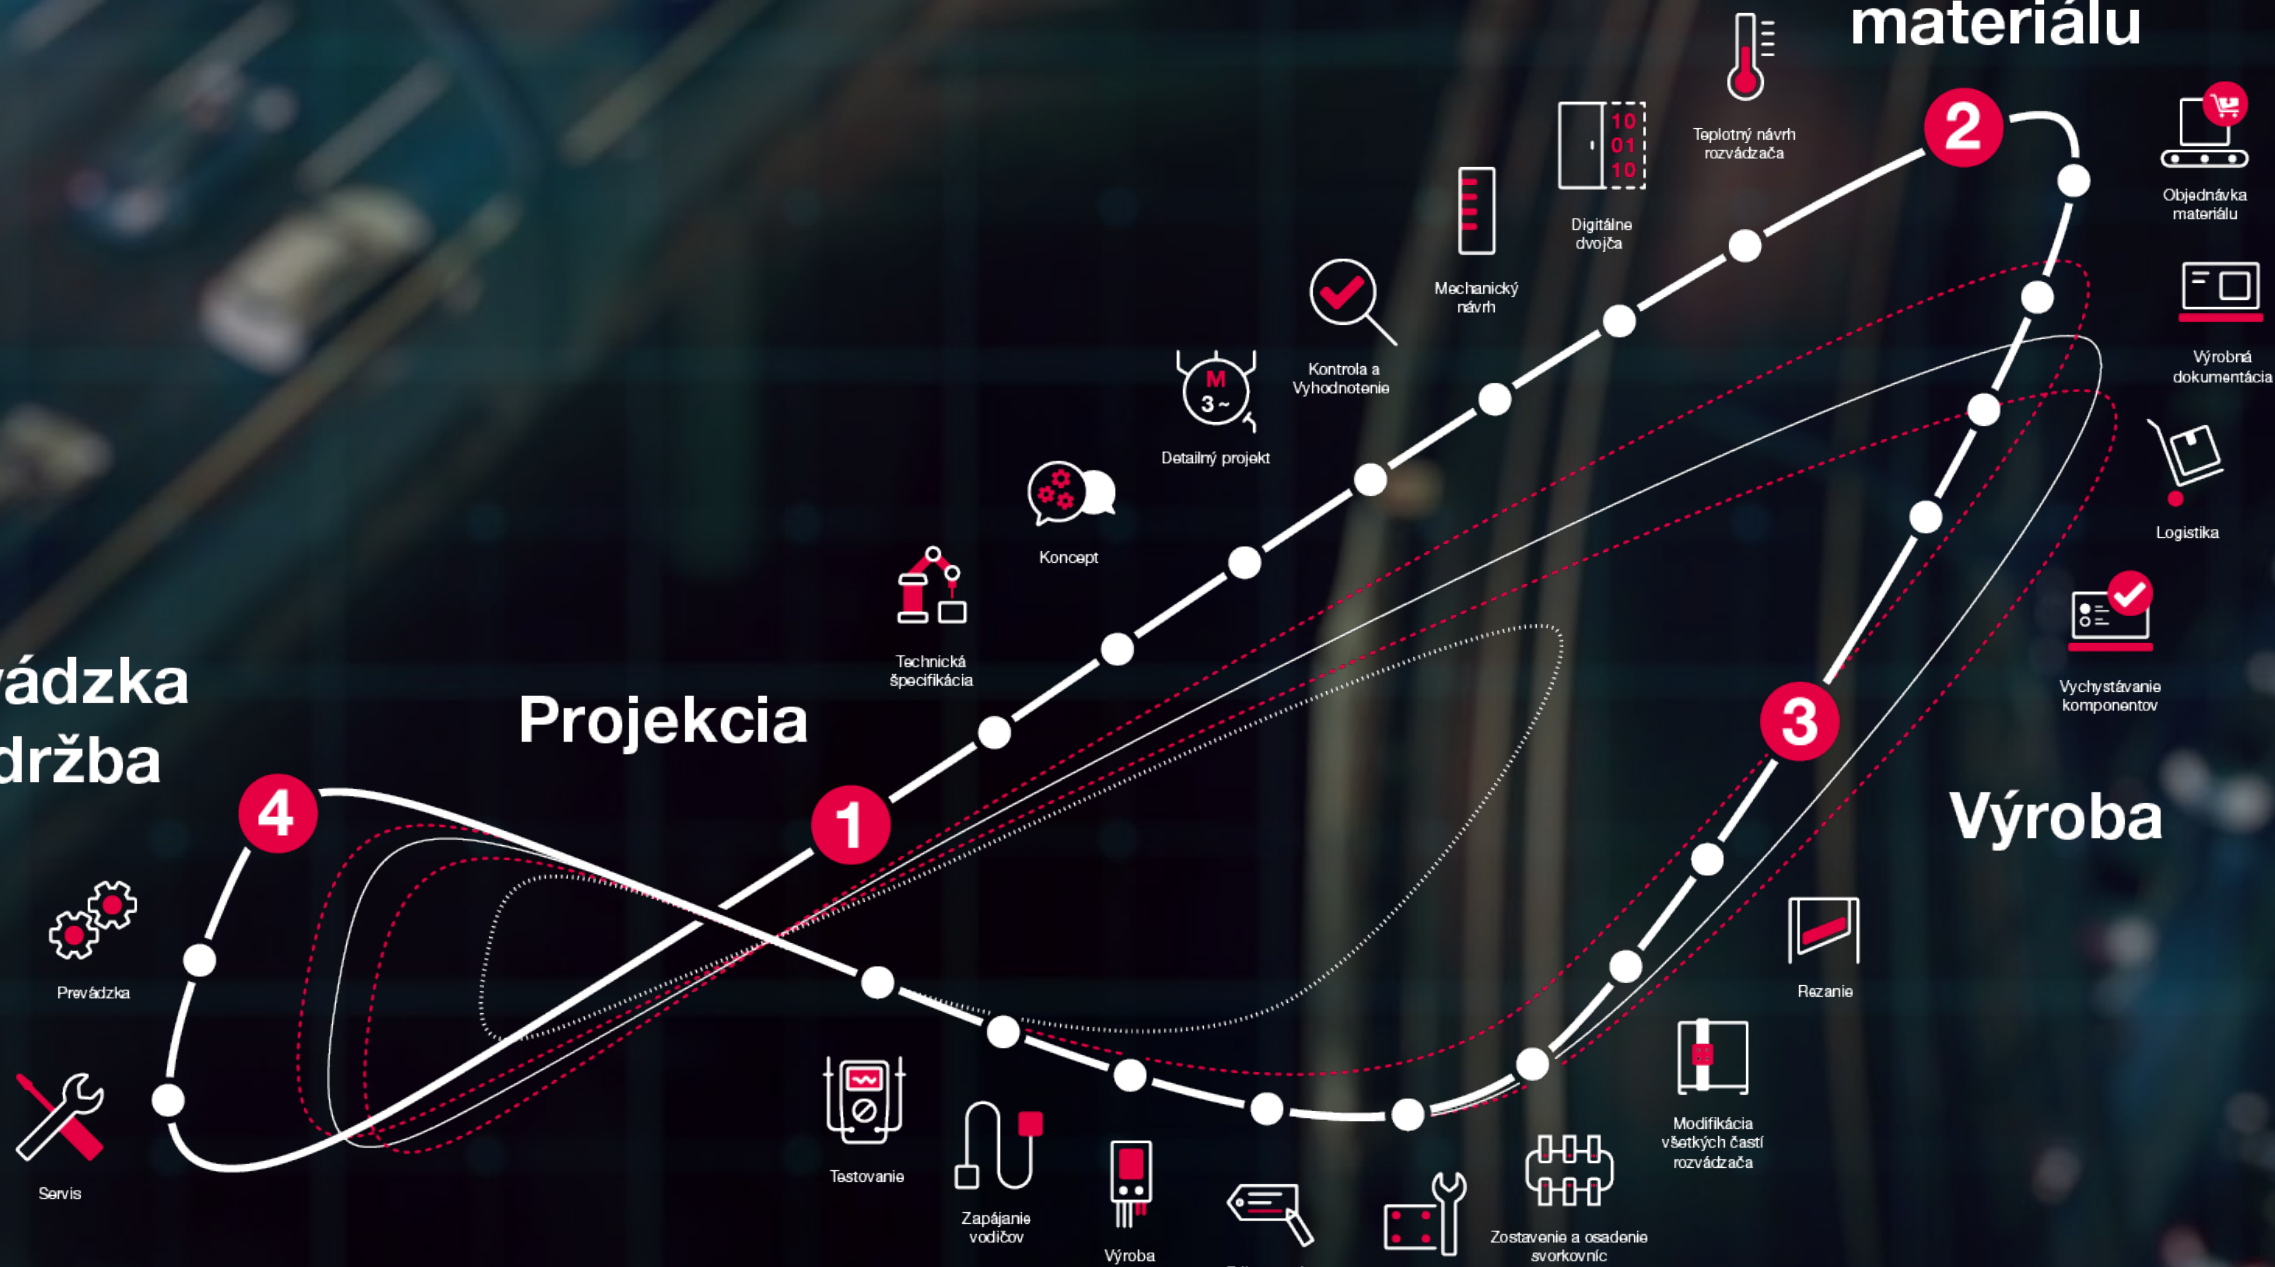 materiálu
2
Teplotný návrh
rozvádzača
10
01
10
Digitálne
dvojča
Mechanický
návrh
Kontrola a
Vyhodnotenie
M
3~
Detailný projekt
Koncept
Technická
špecifikácia
Projekcia
1
Objednávka
materiálu
Výrobná
dokumentácia
Logistika
Vychystávanie
komponentov
3
Výroba
Rezanie
Modifikácia
všetkých častí
rozvádzača
Zostavenie a osadenie
svorkovníc
Výroba
Zapájanie
vodičov
Testovanie
vádzka
držba
4
Prevádzka
Servis